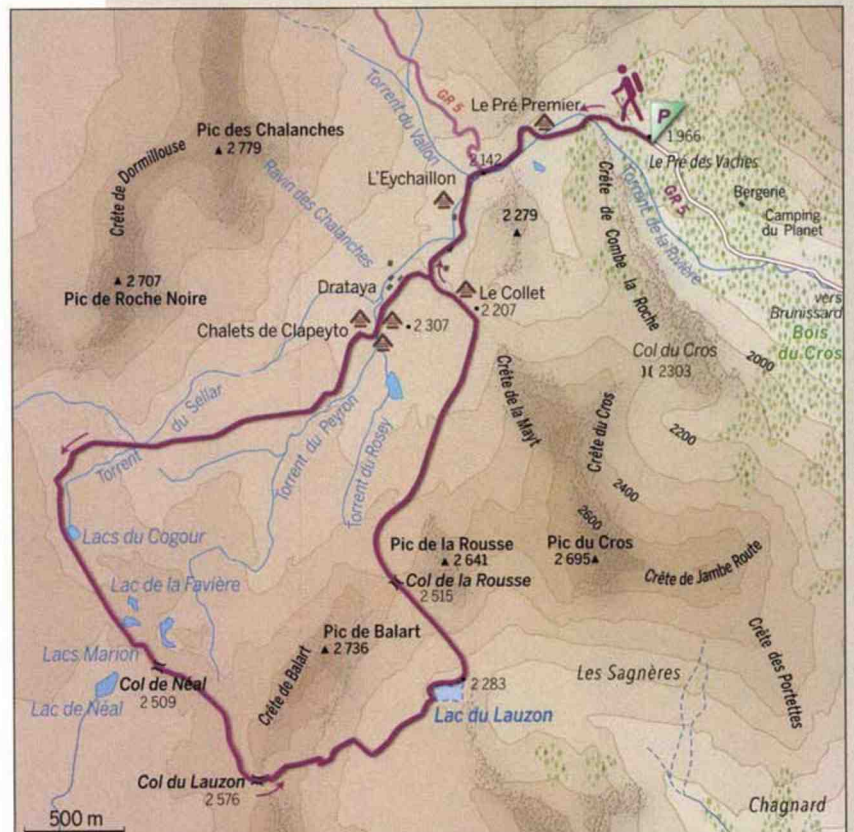 GR 5
Torrent du Vallon
Le Pré Premier
P
1 966
Pic des Chalanches
2 779
Crête de Dormillouse
Ravin des Chalanches
2 142
L'Eychaillon
Le Pré des Vaches
GR 5
Bergerie
Camping
du Planet
Torrent de la Rivière
Crête de Combe la Roche
2 279
2 707
Pic de Roche Noire
Drataya
Le Collet
2 207
vers
Brunissard
Bois
du Cros
Chalets de Clapeyto
2 307
Col du Cros
2303
2000
Crête de la Mayt
Crête du Cros
2200
2400
2600
Torrent du Sellar
Torrent du Peyron
Torrent du Rosey
Lacs du Cogour
Pic de la Rousse
2 641
Pic du Cros
2 695
Crête de Jambe Route
Lac de la Favière
Col de la Rousse
2 515
Pic de Balart
2 736
Crête de Balart
Crête des Portettes
Lacs Marion
Col de Néal
2 509
Lac de Néal
2 283
Les Sagnères
Lac du Lauzon
Col du Lauzon
2 576
Chagnard
500 m